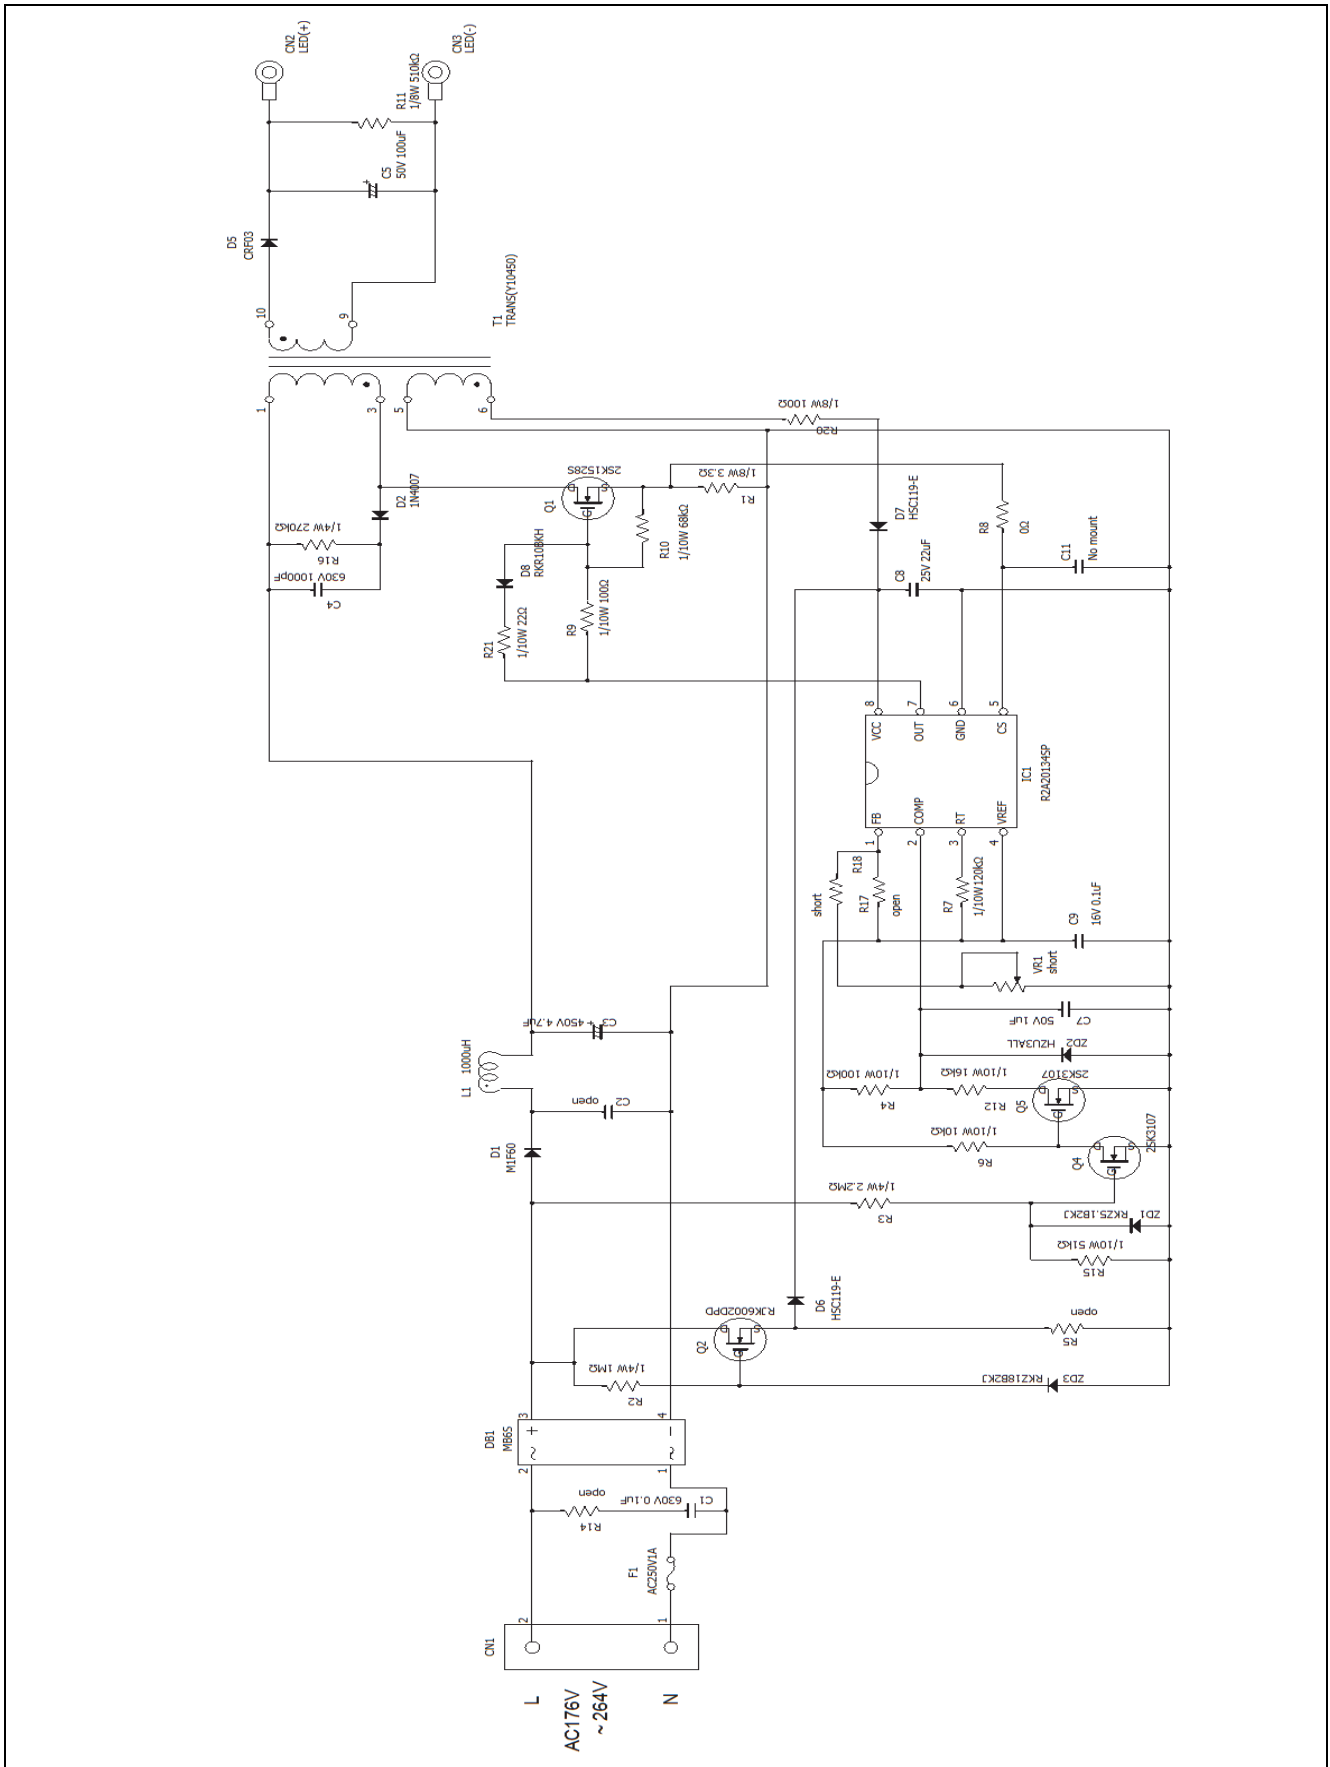 CN2
LED(+)
CN3
LED(-)
R11
1/8W 510kΩ
C5
50V 100uF
+
D5
CRF03
10
9
T1
TRANS(Y10450)
1
3
5
6
1/8W 100Ω
R20
D2
1N4007
1/4W 270kΩ
R16
630V 1000pF
C4
2SK1528S
Q1
D
G
S
1/8W 3.3Ω
R1
R10
1/10W 68kΩ
D8
RKR10BKH
R21
1/10W 22Ω
R9
1/10W 100Ω
D7
HSC119-E
C8
25V 22uF
R8
0Ω
C11
No mount
8
7
6
5
VCC
OUT
GND
CS
IC1
R2A20134SP
FB
COMP
RT
VREF
1
2
3
4
short
R18
R17
open
R7
1/10W120kΩ
C9
16V 0.1uF
VR1
short
50V 1uF
C7
HZU3ALL
ZD2
L1
1000uH
C3
+ 450V 4.7uF
open
C2
D1
M1F60
1/10W 100kΩ
R4
1/10W 16kΩ
R12
2SK3107
Q5
D
G
S
1/10W 10kΩ
R6
2SK3107
Q4
D
G
S
1/4W 2.2MΩ
R3
RKZ5.1B2KJ
ZD1
1/10W 51kΩ
R15
D6
HSC119-E
RJK6002DPD
Q2
D
G
S
open
R5
1/4W 1MΩ
R2
RKZ18B2KJ
ZD3
DB1
MB6S
3
4
+
−
~
~
2
1
open
R14
630V 0.1uF
C1
F1
AC250V1A
CN1
2
1
L
N
AC176V
~264V